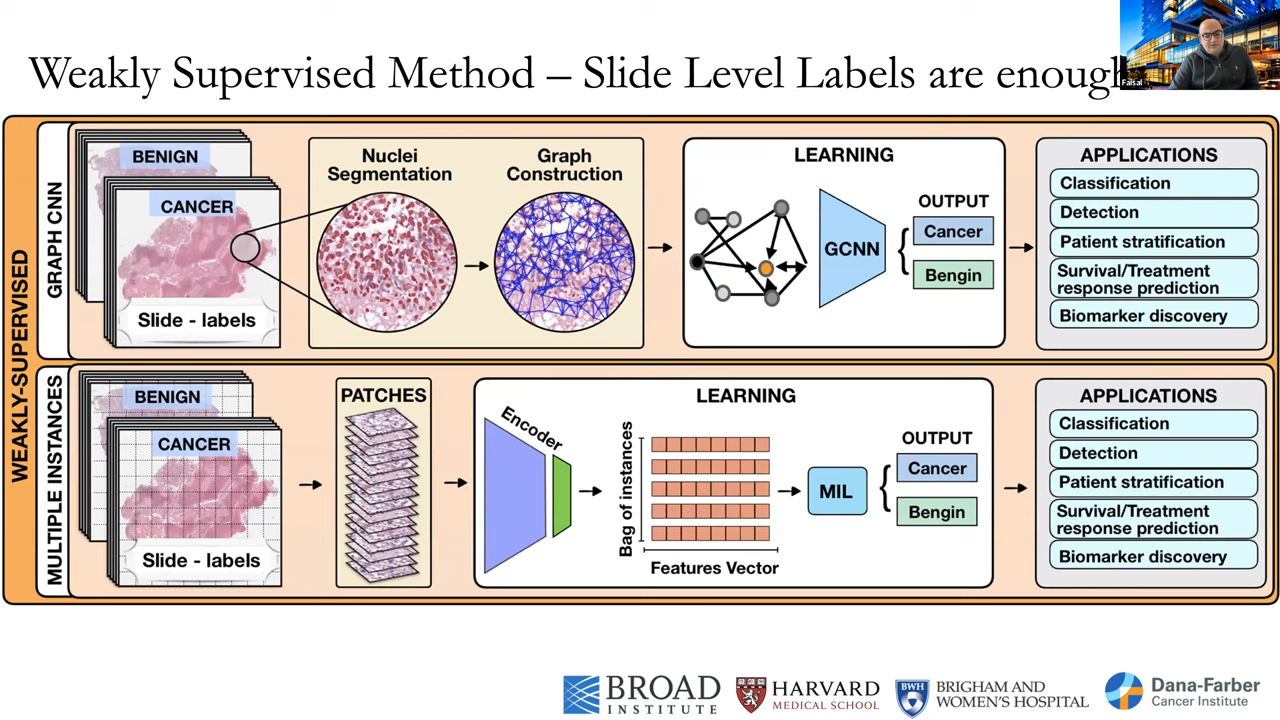 Weakly Supervised Method – Slide Level Labels are enough
Faisal
WEAKLY-SUPERVISED
GRAPH CNN
BENIGN
CANCER
Slide - labels
Nuclei
Segmentation
Graph
Construction
LEARNING
GCNN
OUTPUT
Cancer
Bengin
APPLICATIONS
Classification
Detection
Patient stratification
Survival/Treatment
response prediction
Biomarker discovery
MULTIPLE INSTANCES
BENIGN
CANCER
Slide - labels
PATCHES
LEARNING
Encoder
Bag of instances
Features Vector
MIL
OUTPUT
Cancer
Bengin
APPLICATIONS
Classification
Detection
Patient stratification
Survival/Treatment
response prediction
Biomarker discovery
BROAD
INSTITUTE
HARVARD
MEDICAL SCHOOL
BWH
BRIGHAM AND
WOMEN'S HOSPITAL
Dana-Farber
Cancer Institute